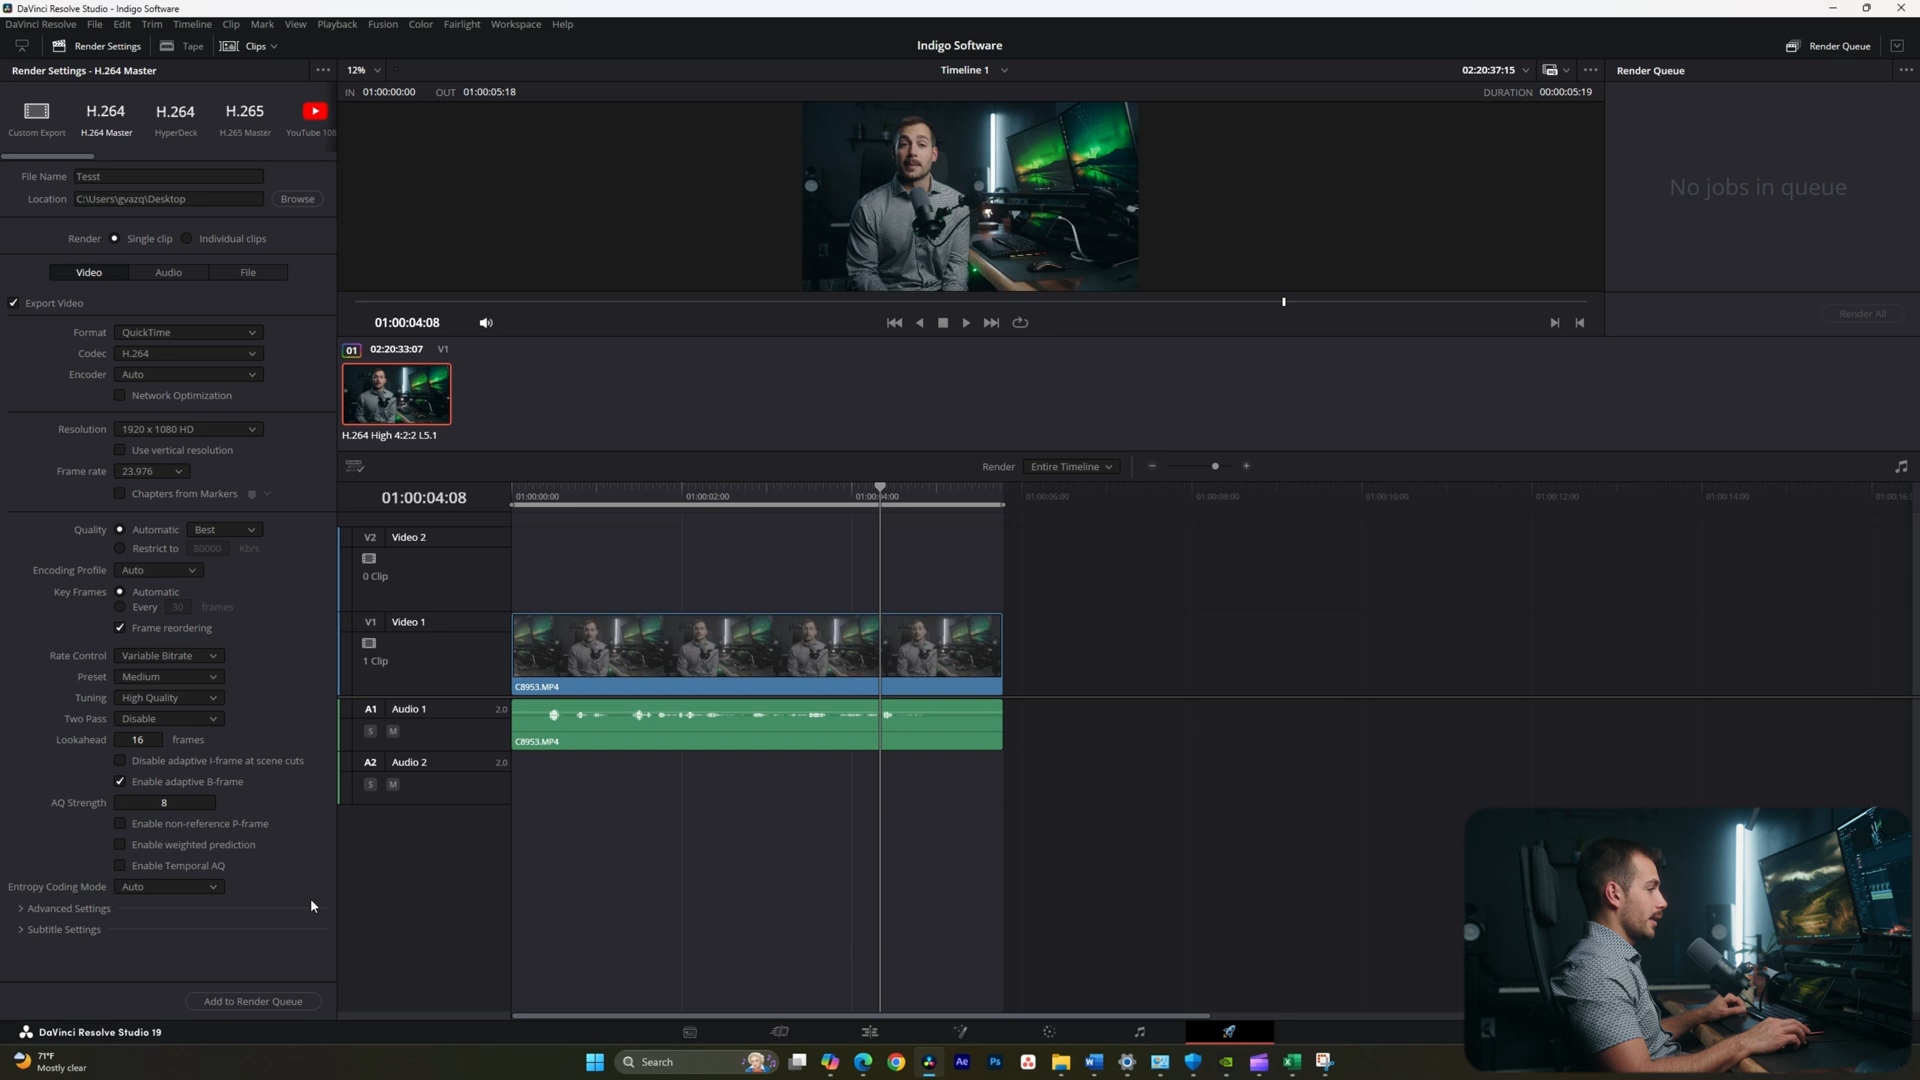 DaVinci Resolve Studio - Indigo Software
DaVinci Resolve File Edit Trim Timeline Clip Mark View Playback Fusion Color Fairlight Workspace Help
Render Settings Tape Clips Indigo Software Render Queue
Render Settings - H.264 Master 12% Timeline 1 02:20:37:15 Render Queue
IN 01:00:00:00 OUT 01:00:05:18 DURATION 00:00:05:19
H.264 H.264 H.265
Custom Export H.264 Master HyperDeck H.265 Master YouTube 108
File Name Tesst
Location C:\Users\gvazq\Desktop Browse
No jobs in queue
Render Single clip Individual clips
Video Audio File
Export Video
Render All
01:00:04:08
Format QuickTime
Codec H.264
Encoder Auto
Network Optimization
01 02:20:33:07 V1
H.264 High 4:2:2 L5.1
Resolution 1920 x 1080 HD
Use vertical resolution
Frame rate 23.976
Chapters from Markers
Render Entire Timeline
01:00:04:08
01:00:00:00 01:00:02:00 01:00:04:00 01:00:06:00 01:00:08:00 01:00:10:00 01:00:12:00 01:00:14:00
Quality Automatic Best
Restrict to 80000 Kb/s
Encoding Profile Auto
Key Frames Automatic
Every 30 frames
Frame reordering
Rate Control Variable Bitrate
Preset Medium
Tuning High Quality
Two Pass Disable
Lookahead 16 frames
Disable adaptive I-frame at scene cuts
Enable adaptive B-frame
AQ Strength 8
Enable non-reference P-frame
Enable weighted prediction
Enable Temporal AQ
Entropy Coding Mode Auto
Advanced Settings
Subtitle Settings
Add to Render Queue
V2 Video 2
0 Clip
V1 Video 1
1 Clip
C8953.MP4
A1 Audio 1 2.0
S M
C8953.MP4
A2 Audio 2 2.0
S M
DaVinci Resolve Studio 19
71°F
Mostly clear
Search
Ae Ps